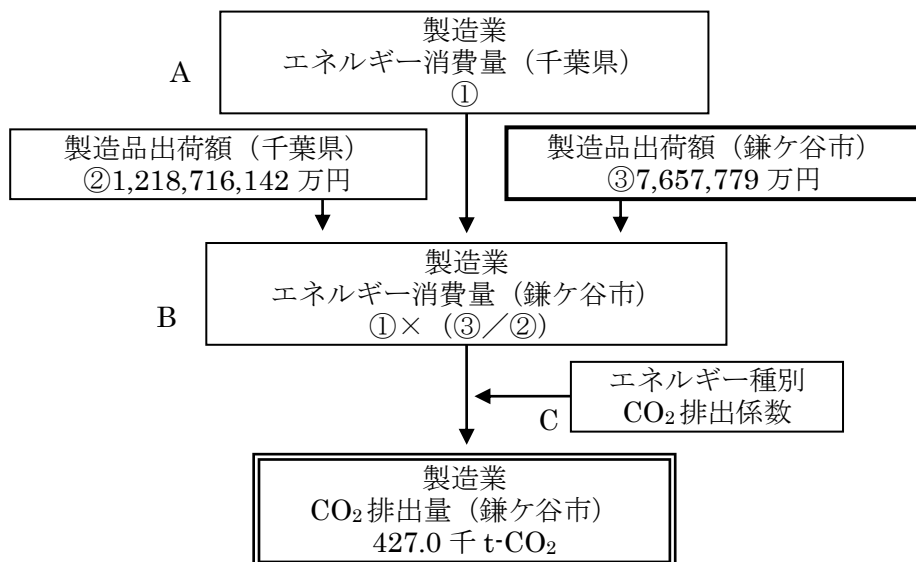 製造業
エネルギー消費量（千葉県）
①
A
製造品出荷額（千葉県）
②1,218,716,142 万円
製造品出荷額（鎌ケ谷市）
③7,657,779 万円
製造業
エネルギー消費量（鎌ケ谷市）
①×（③／②）
B
エネルギー種別
CO₂排出係数
C
製造業
CO₂排出量（鎌ケ谷市）
427.0 千 t-CO₂